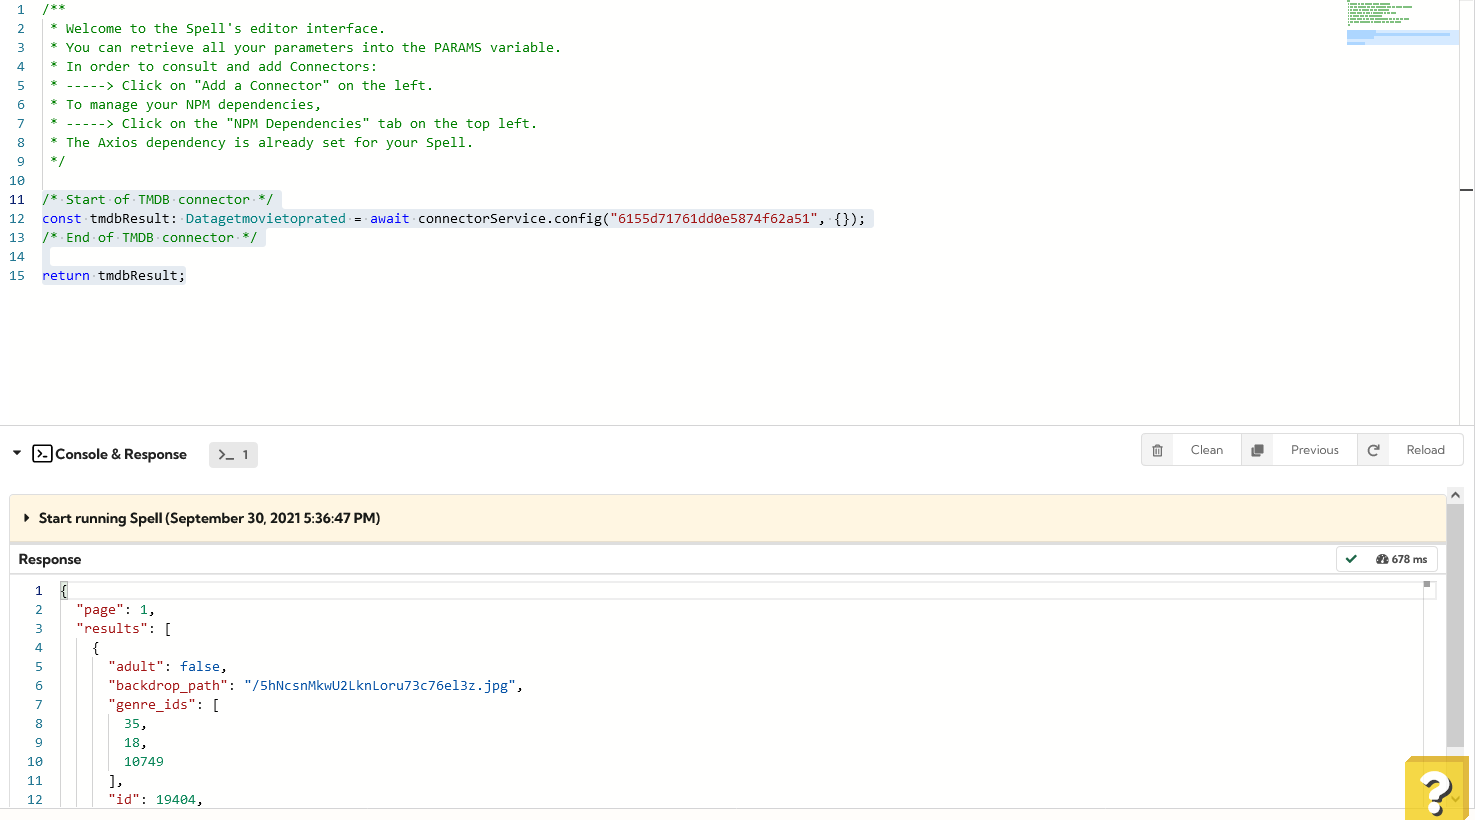 1 /**
2 * Welcome to the Spell's editor interface.
3 * You can retrieve all your parameters into the PARAMS variable.
4 * In order to consult and add Connectors:
5 * -----> Click on "Add a Connector" on the left.
6 * To manage your NPM dependencies,
7 * -----> Click on the "NPM Dependencies" tab on the top left.
8 * The Axios dependency is already set for your Spell.
9 */
10
11 /* Start of TMDB connector */
12 const tmdbResult: Datagetmovietoprated = await connectorService.config("6155d71761dd0e5874f62a51", {});
13 /* End of TMDB connector */
14
15 return tmdbResult;
Console & Response >_ 1 Clean Previous Reload
Start running Spell (September 30, 2021 5:36:47 PM)
Response 678 ms
1 {
2 "page": 1,
3 "results": [
4 {
5 "adult": false,
6 "backdrop_path": "/5hNcsnMkwU2LknLoru73c76el3z.jpg",
7 "genre_ids": [
8 35,
9 18,
10 10749
11 ],
12 "id": 19404,
?